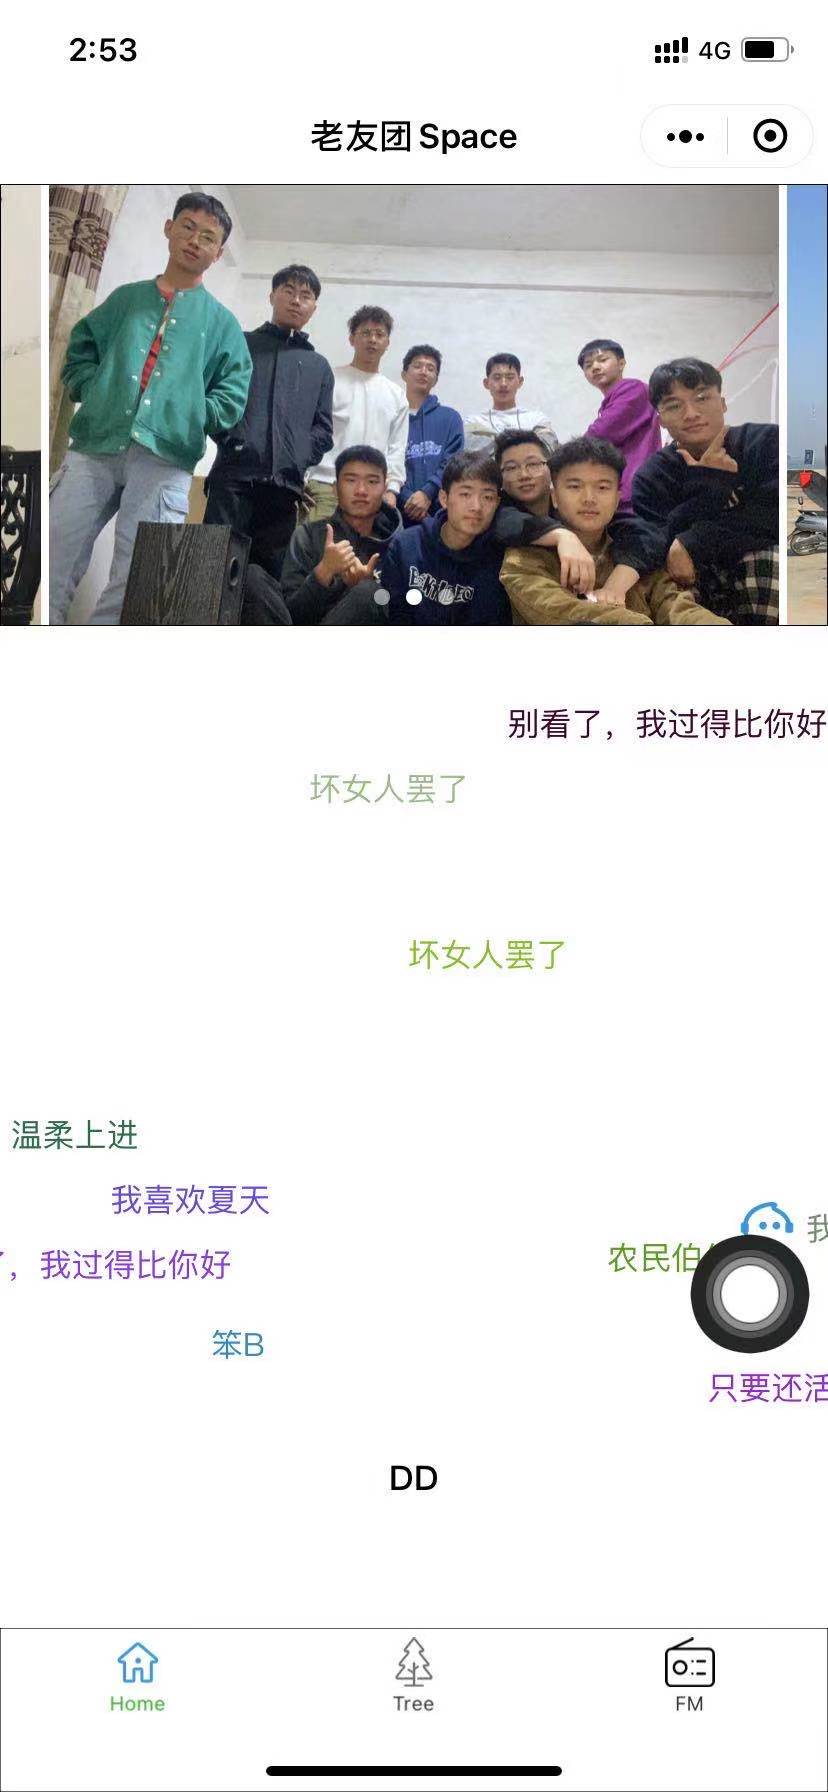 2:53
4G
老友团 Space
别看了，我过得比你好
坏女人罢了
坏女人罢了
温柔上进
我喜欢夏天
我
，我过得比你好
农民伯
笨B
只要还活
DD
Home
Tree
FM